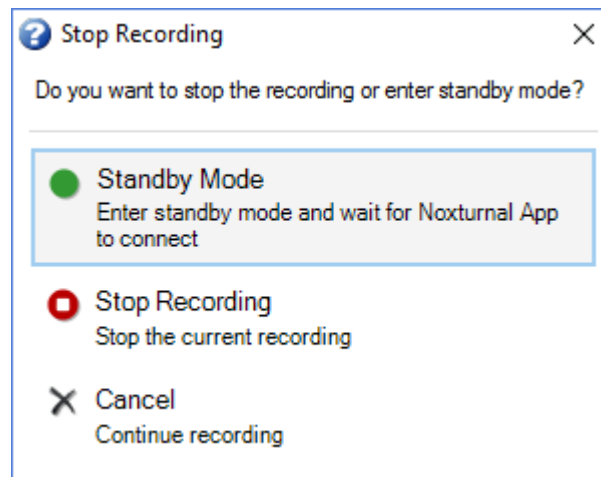 Stop Recording
Do you want to stop the recording or enter standby mode?
Standby Mode
Enter standby mode and wait for Noxturnal App
to connect
Stop Recording
Stop the current recording
Cancel
Continue recording